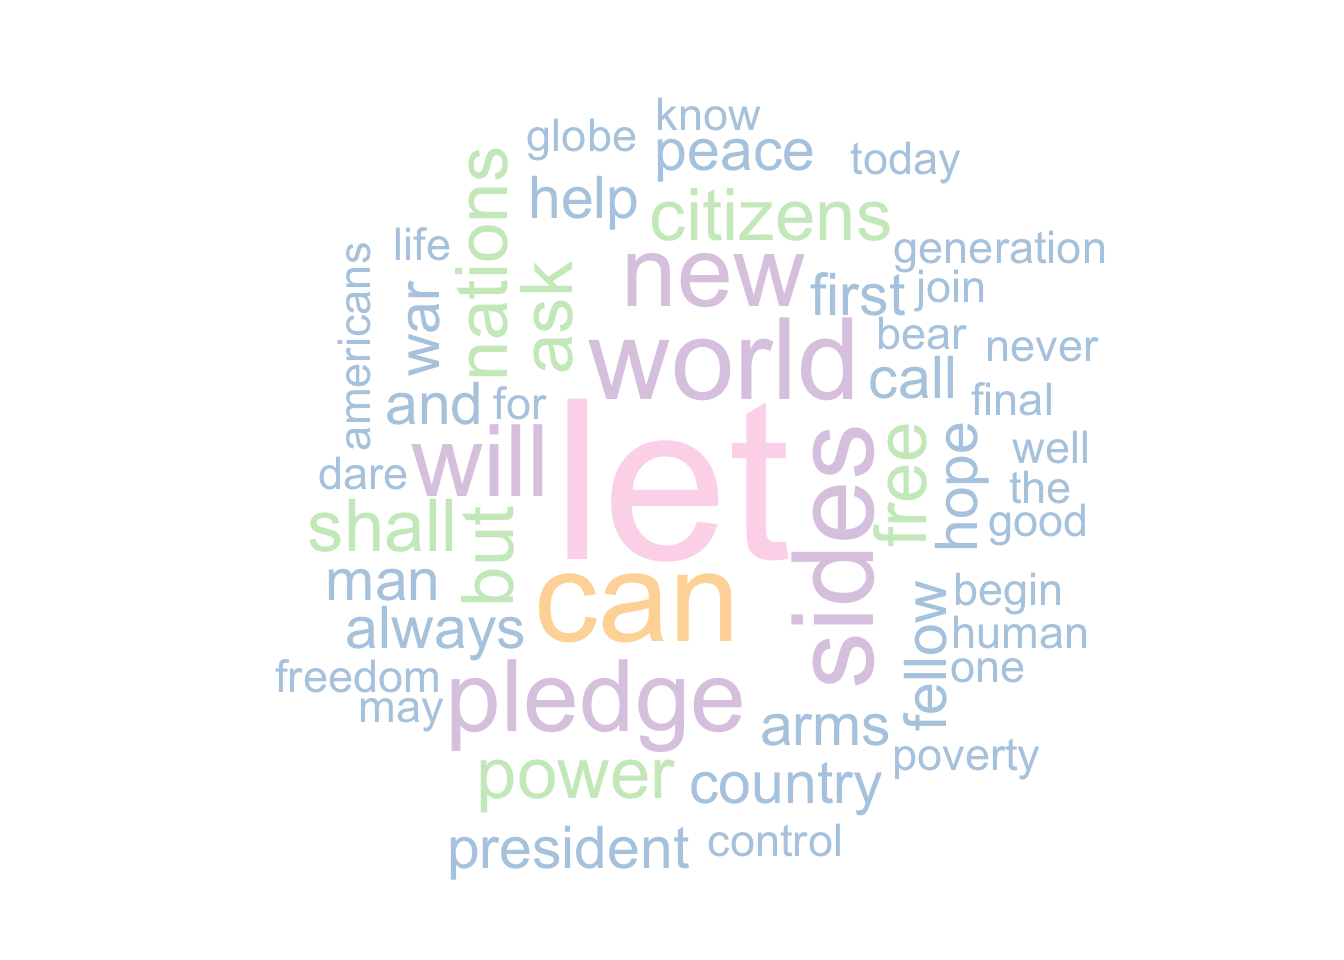 know
globe
peace
today
help
citizens
nations
life
generation
americans
new
ask
war
first
join
world
bear
never
call
and
for
final
let
will
sides
free
hope
well
dare
the
shall
but
good
man
can
begin
always
fellow
human
freedom
one
may
pledge
arms
power
country
poverty
president
control